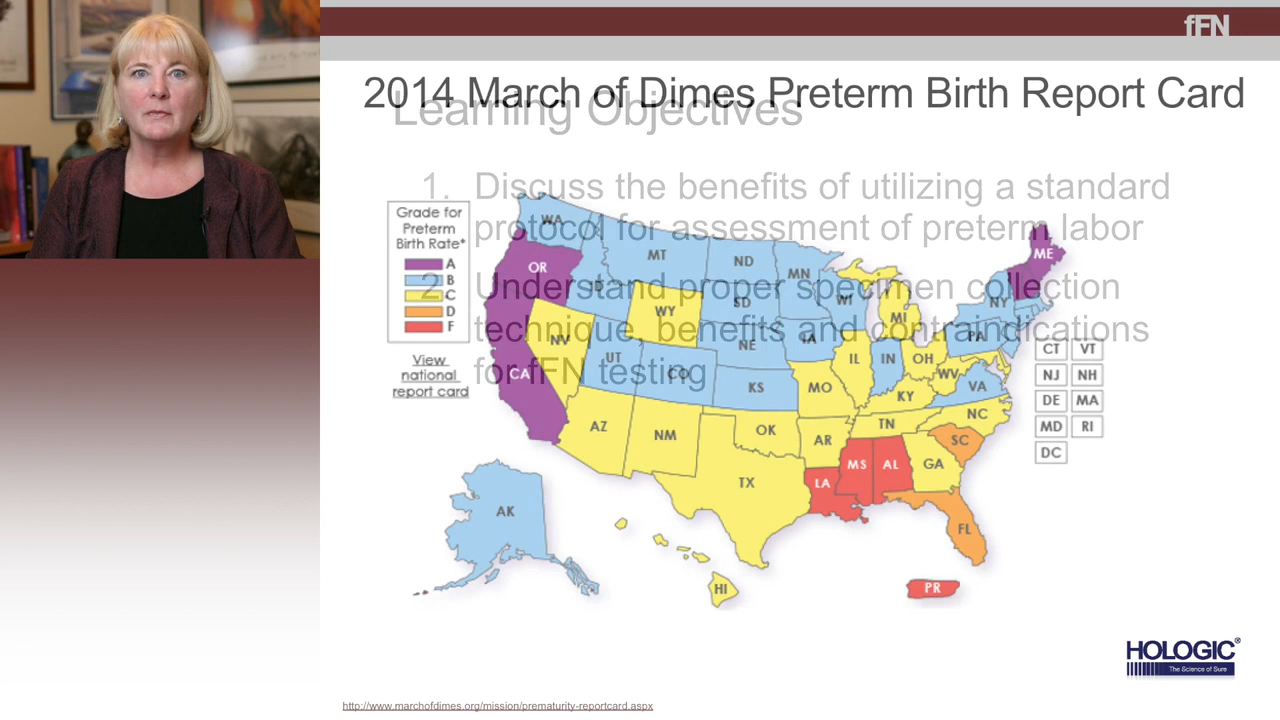 fFN
2014 March of Dimes Preterm Birth Report Card
Learning Objectives
1. Discuss the benefits of utilizing a standard
protocol for assessment of preterm labor
2. Understand proper specimen collection
technique, benefits and contraindications
for fFN testing
Grade for
Preterm
Birth Rate*
A
B
C
D
F
View
national
report card
WA
OR
CA
NV
ID
MT
WY
UT
CO
AZ
NM
ND
SD
NE
KS
OK
TX
MN
IA
MO
AR
LA
WI
IL
MI
IN
OH
KY
TN
MS
AL
GA
FL
SC
NC
VA
WV
PA
NY
ME
AK
HI
PR
CT VT
NJ NH
DE MA
MD RI
DC
HOLOGIC®
The Science of Sure
http://www.marchofdimes.org/mission/prematurity-reportcard.aspx